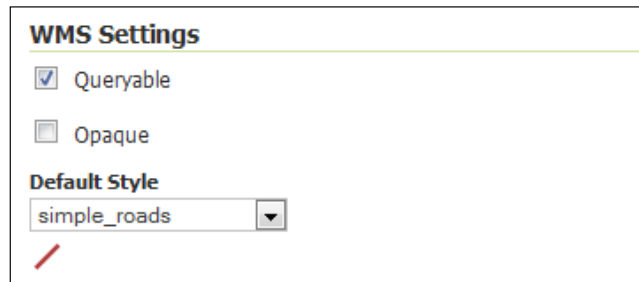 WMS Settings
Queryable
Opaque
Default Style
simple_roads